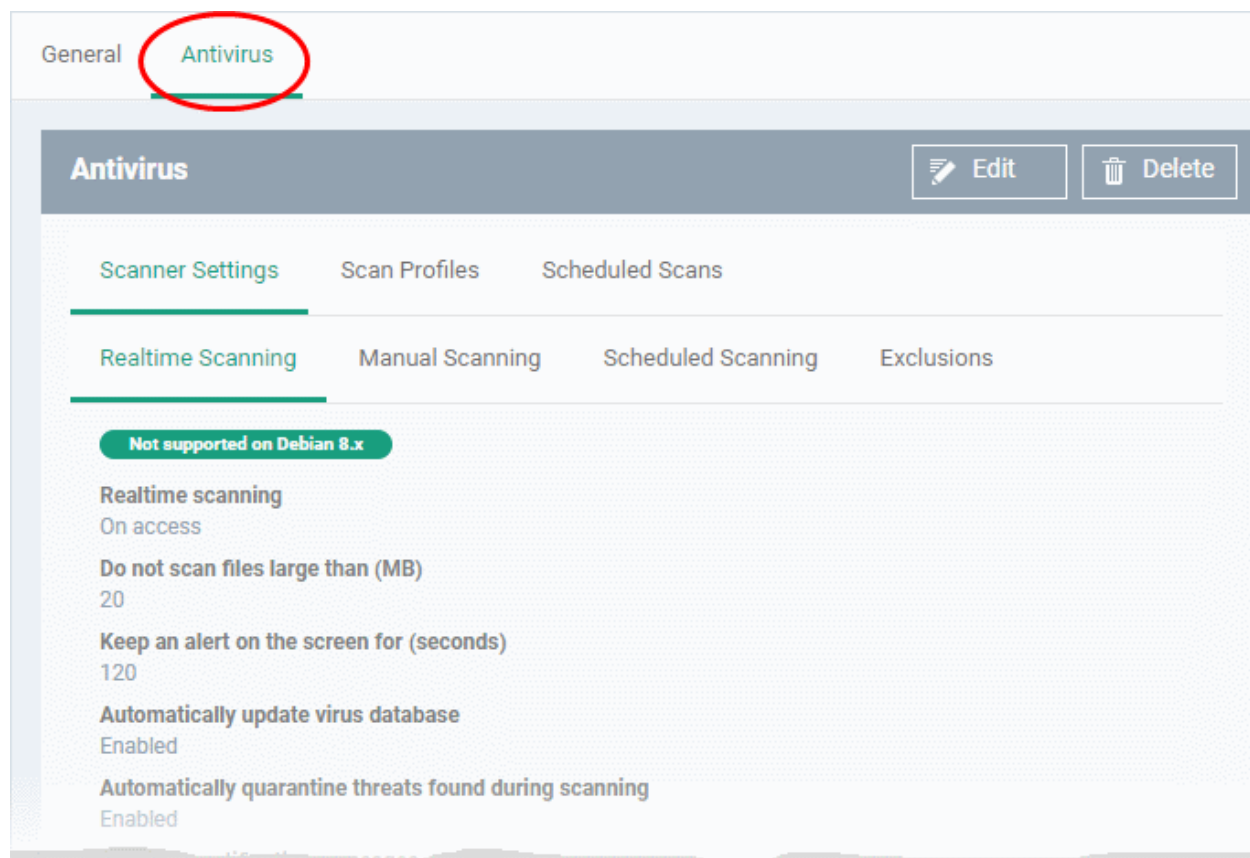 General Antivirus
Antivirus Edit Delete
Scanner Settings Scan Profiles Scheduled Scans
Realtime Scanning Manual Scanning Scheduled Scanning Exclusions
Not supported on Debian 8.x
Realtime scanning
On access
Do not scan files large than (MB)
20
Keep an alert on the screen for (seconds)
120
Automatically update virus database
Enabled
Automatically quarantine threats found during scanning
Enabled